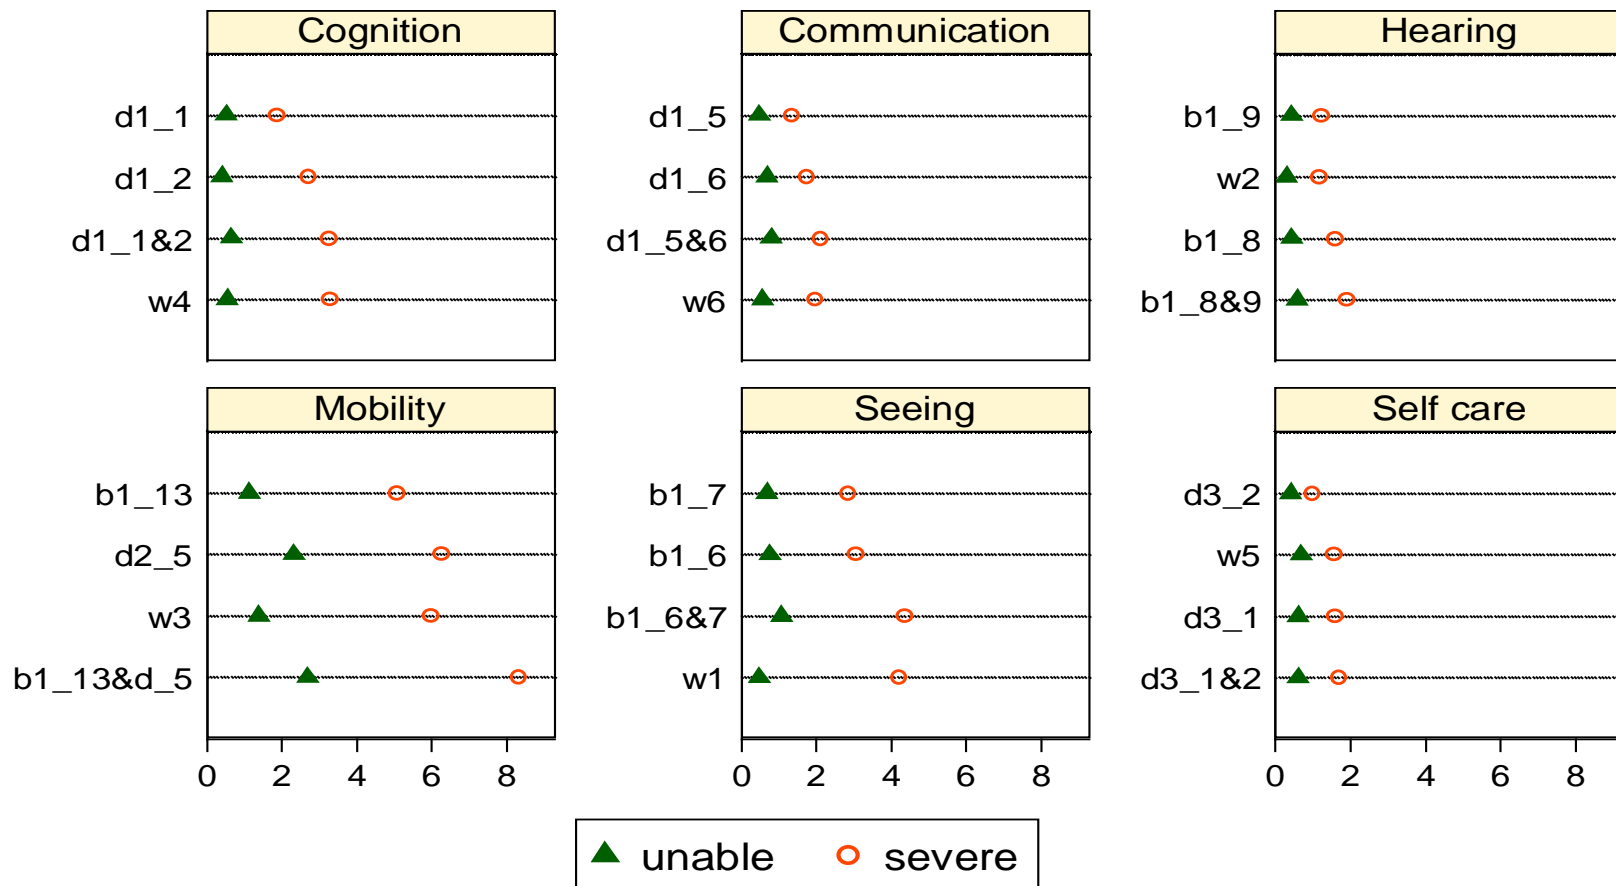 Cognition
d1_1
d1_2
d1_1&2
w4
Communication
d1_5
d1_6
d1_5&6
w6
Hearing
b1_9
w2
b1_8
b1_8&9
Mobility
b1_13
d2_5
w3
b1_13&d_5
0 2 4 6 8
Seeing
b1_7
b1_6
b1_6&7
w1
0 2 4 6 8
Self care
d3_2
w5
d3_1
d3_1&2
0 2 4 6 8
unable severe